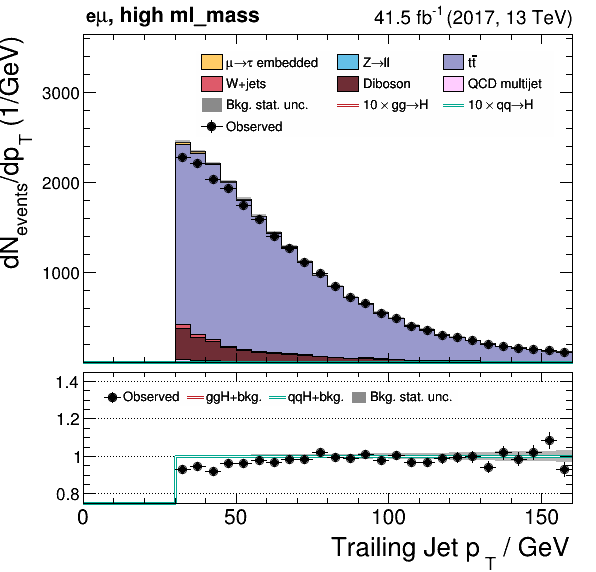 eμ, high ml_mass 41.5 fb⁻¹ (2017, 13 TeV)
dN_events/dp_T (1/GeV)
μ→τ embedded Z→ll tt̄
W+jets Diboson QCD multijet
Bkg. stat. unc. 10 × gg→H 10 × qq→H
Observed
3000
2000
1000
Observed ggH+bkg. qqH+bkg. Bkg. stat. unc.
1.4
1.2
1
0.8
0 50 100 150
Trailing Jet p_T / GeV